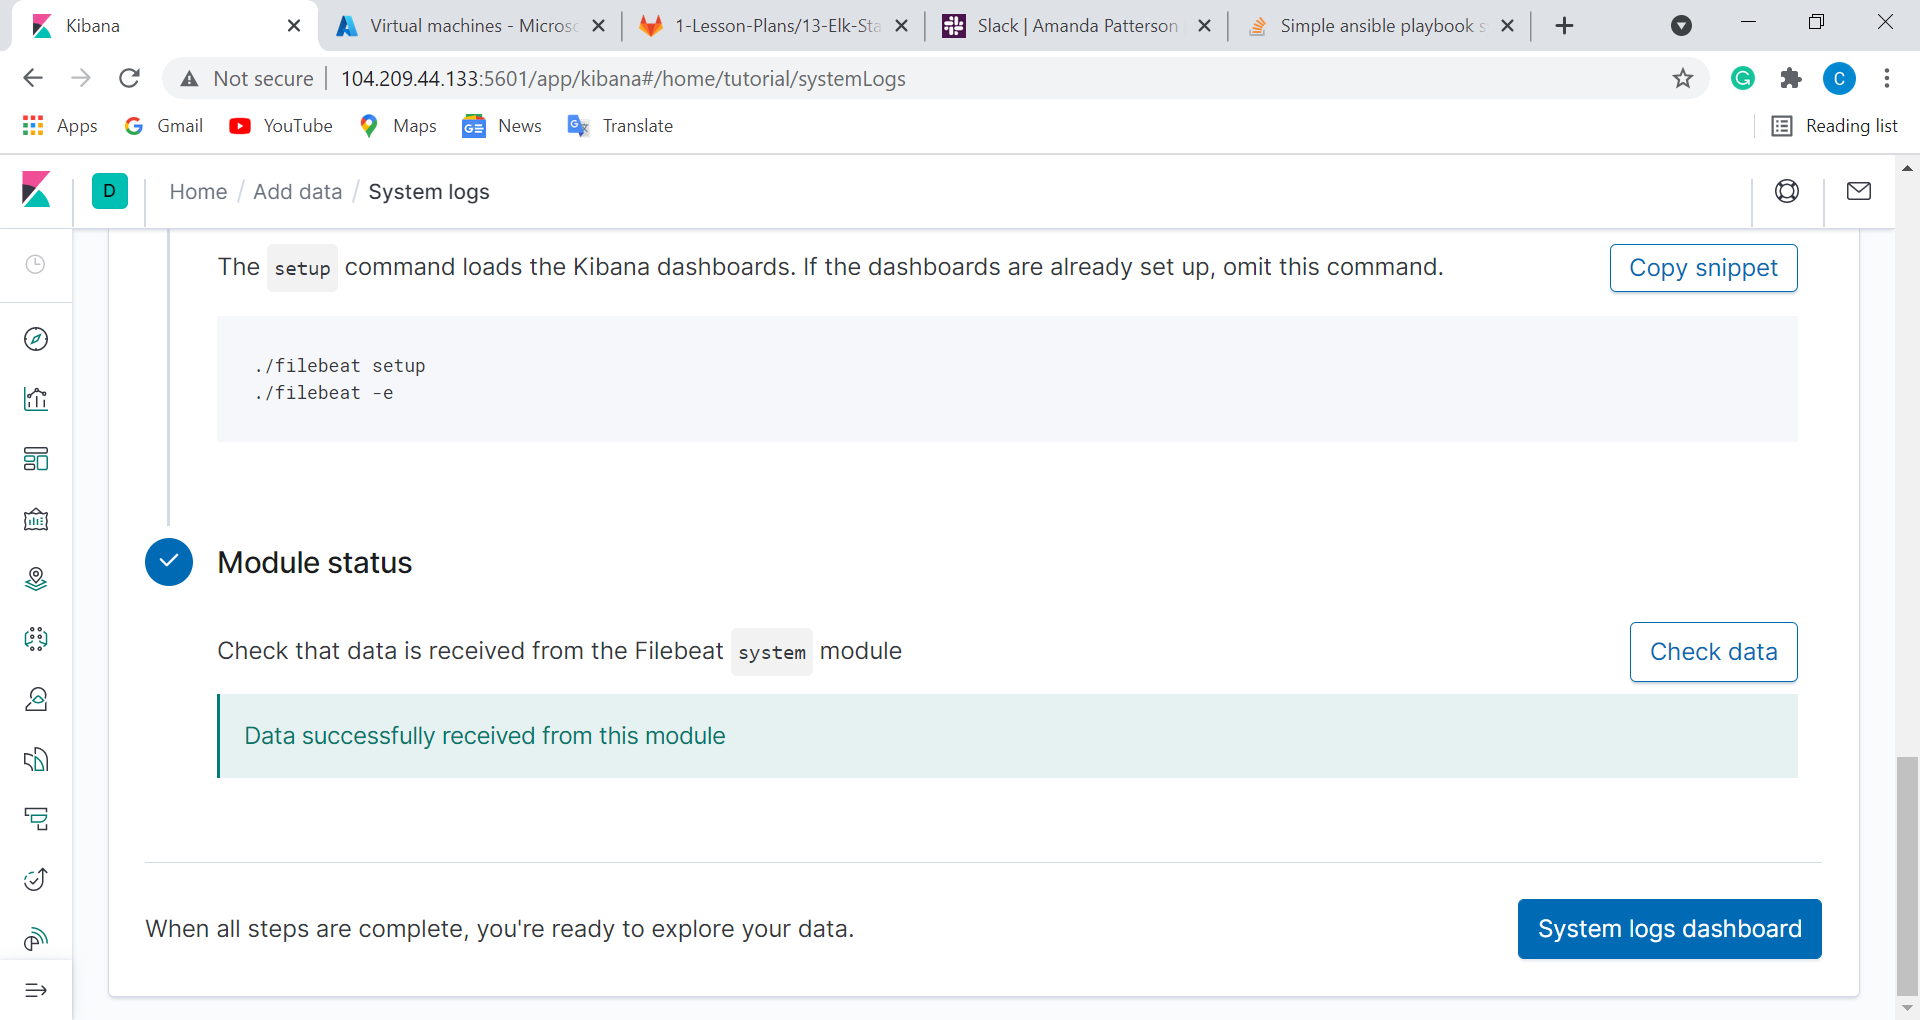 Kibana
Virtual machines - Micros
1-Lesson-Plans/13-Elk-Sta
Slack | Amanda Patterson
Simple ansible playbook s
Not secure
104.209.44.133:5601/app/kibana#/home/tutorial/systemLogs
C
Apps
Gmail
YouTube
Maps
News
Translate
Reading list
D
Home / Add data / System logs
The setup command loads the Kibana dashboards. If the dashboards are already set up, omit this command.
Copy snippet
./filebeat setup
./filebeat -e
Module status
Check that data is received from the Filebeat system module
Check data
Data successfully received from this module
When all steps are complete, you're ready to explore your data.
System logs dashboard